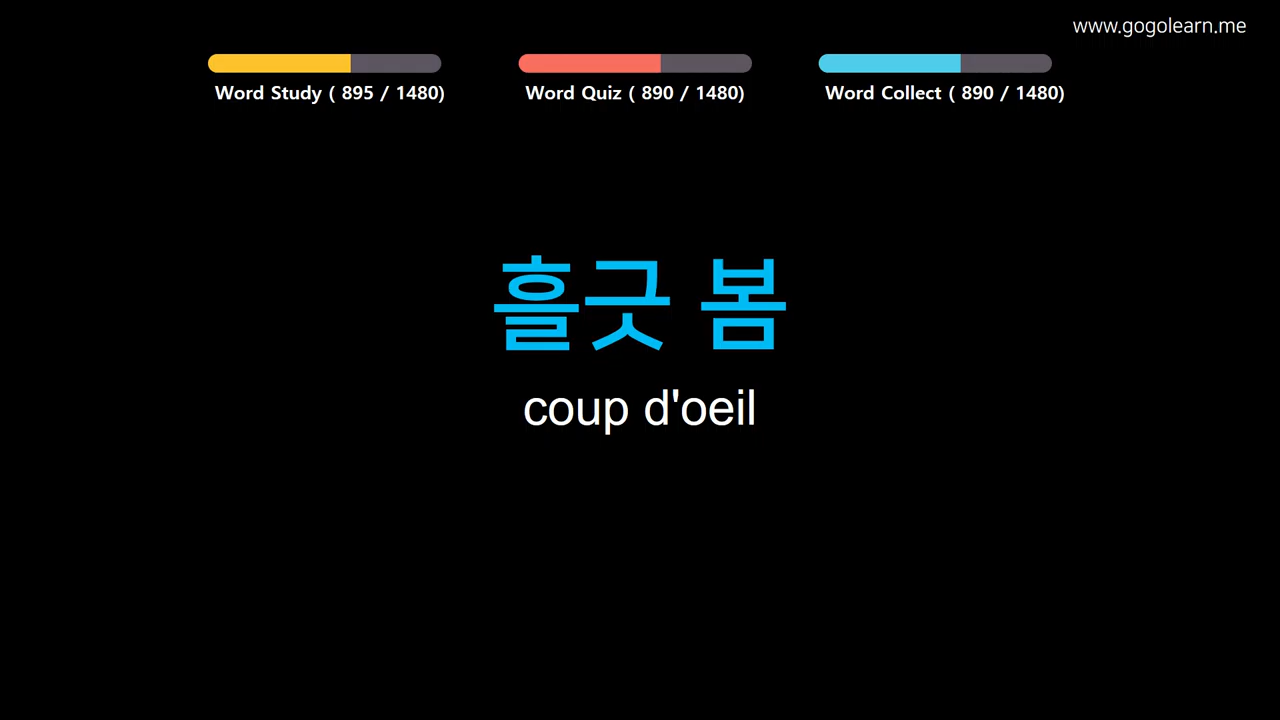 www.gogolearn.me
Word Study ( 895 / 1480)
Word Quiz ( 890 / 1480)
Word Collect ( 890 / 1480)
흘긋 봄
coup d'oeil